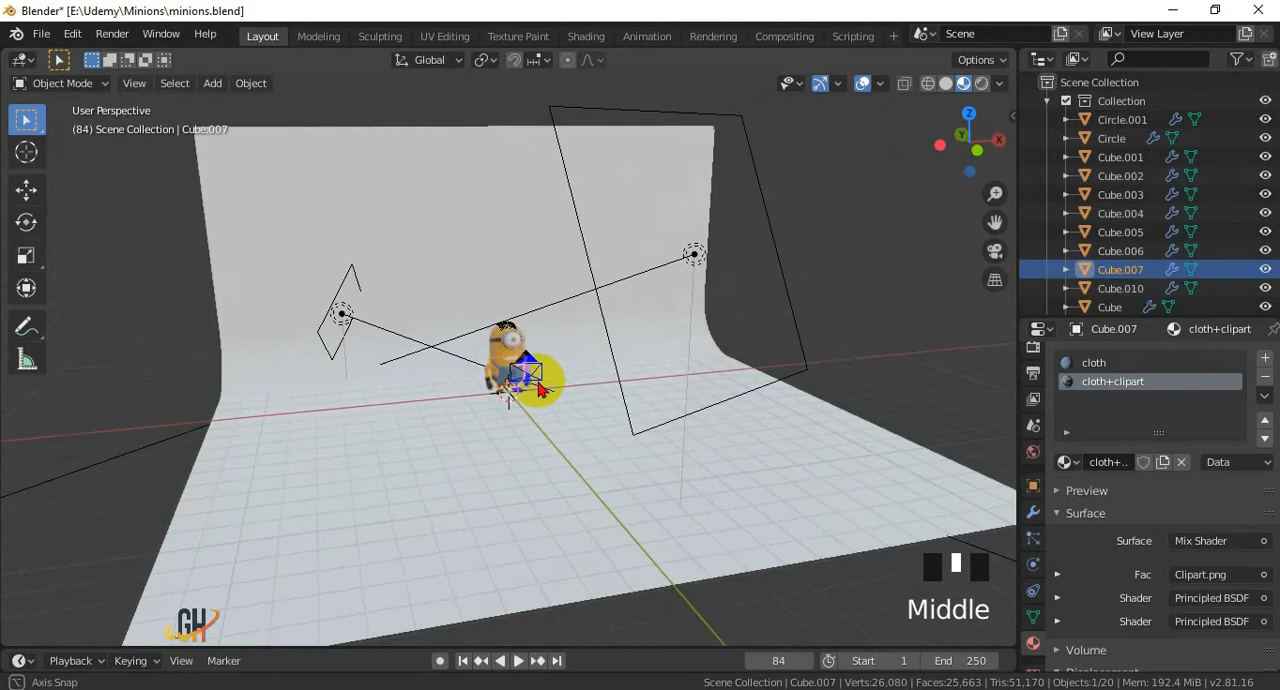 Blender* [E:\Udemy\Minions\minions.blend]
File Edit Render Window Help Layout Modeling Sculpting UV Editing Texture Paint Shading Animation Rendering Compositing Scripting + Scene View Layer
Global Options
Object Mode View Select Add Object
User Perspective
(84) Scene Collection | Cube.007
Z
X
Y
Scene Collection
Collection
Circle.001
Circle
Cube.001
Cube.002
Cube.003
Cube.004
Cube.005
Cube.006
Cube.007
Cube.010
Cube
Cube.007 cloth+clipart
cloth
cloth+clipart
cloth+.. Data
Preview
Surface
Surface Mix Shader
Fac Clipart.png
Shader Principled BSDF
Shader Principled BSDF
Volume
Middle
GH
Playback Keying View Marker 84 Start 1 End 250
Axis Snap
Scene Collection | Cube.007 | Verts:26,080 | Faces:25,663 | Tris:51,170 | Objects:1/20 | Mem: 192.4 MiB | v2.81.16